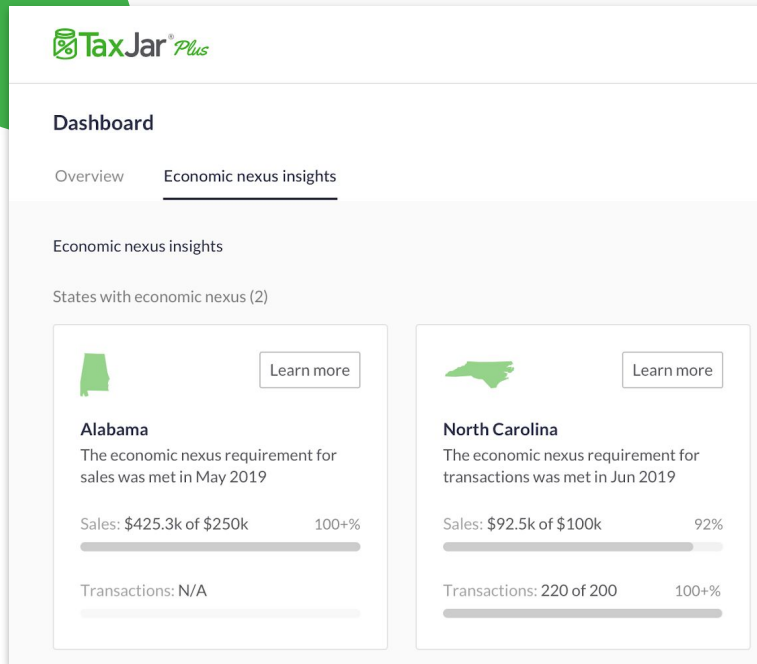 TaxJar® Plus
Dashboard
Overview Economic nexus insights
Economic nexus insights
States with economic nexus (2)
Learn more
Alabama
The economic nexus requirement for
sales was met in May 2019
Sales: $425.3k of $250k 100+%
Transactions: N/A
Learn more
North Carolina
The economic nexus requirement for
transactions was met in Jun 2019
Sales: $92.5k of $100k 92%
Transactions: 220 of 200 100+%